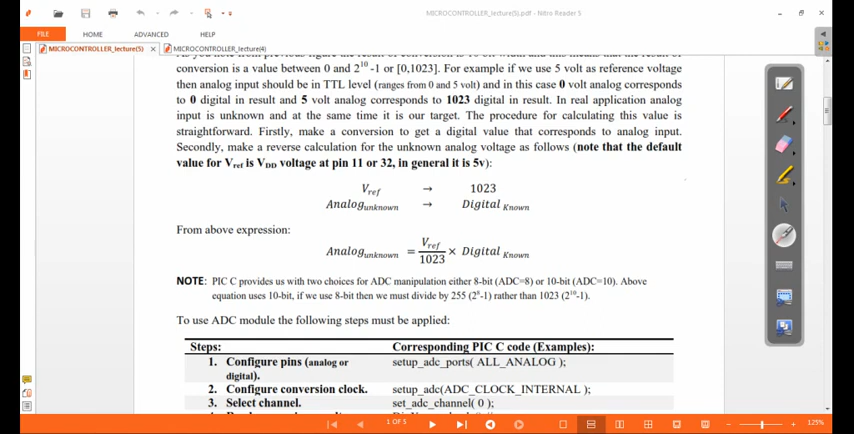 MICROCONTROLLER_lecture(5).pdf - Nitro Reader 5
FILE HOME HELP
MICROCONTROLLER_lecture(5) × MICROCONTROLLER_lecture(4)
conversion is a value between 0 and 2¹⁰ -1 or [0,1023]. For example if we use 5 volt as reference voltage
then analog input should be in TTL level (ranges from 0 and 5 volt) and in this case 0 volt analog corresponds
to 0 digital in result and 5 volt analog corresponds to 1023 digital in result. In real application analog
input is unknown and at the same time it is our target. The procedure for calculating this value is
straightforward. Firstly, make a conversion to get a digital value that corresponds to analog input.
Secondly, make a reverse calculation for the unknown analog voltage as follows (note that the default
value for Vref is VDD voltage at pin 11 or 32, in general it is 5v):
Vref → 1023
Analog unknown → Digital Known
From above expression:
Analog unknown = Vref / 1023 × Digital Known
NOTE: PIC C provides us with two choices for ADC manipulation either 8-bit (ADC=8) or 10-bit (ADC=10). Above
equation uses 10-bit, if we use 8-bit then we must divide by 255 (2⁸-1) rather than 1023 (2¹⁰-1).
To use ADC module the following steps must be applied:
Steps: Corresponding PIC C code (Examples):
1. Configure pins (analog or digital). setup_adc_ports( ALL_ANALOG );
2. Configure conversion clock. setup_adc(ADC_CLOCK_INTERNAL );
3. Select channel. set_adc_channel( 0 );
1 OF 5
125%